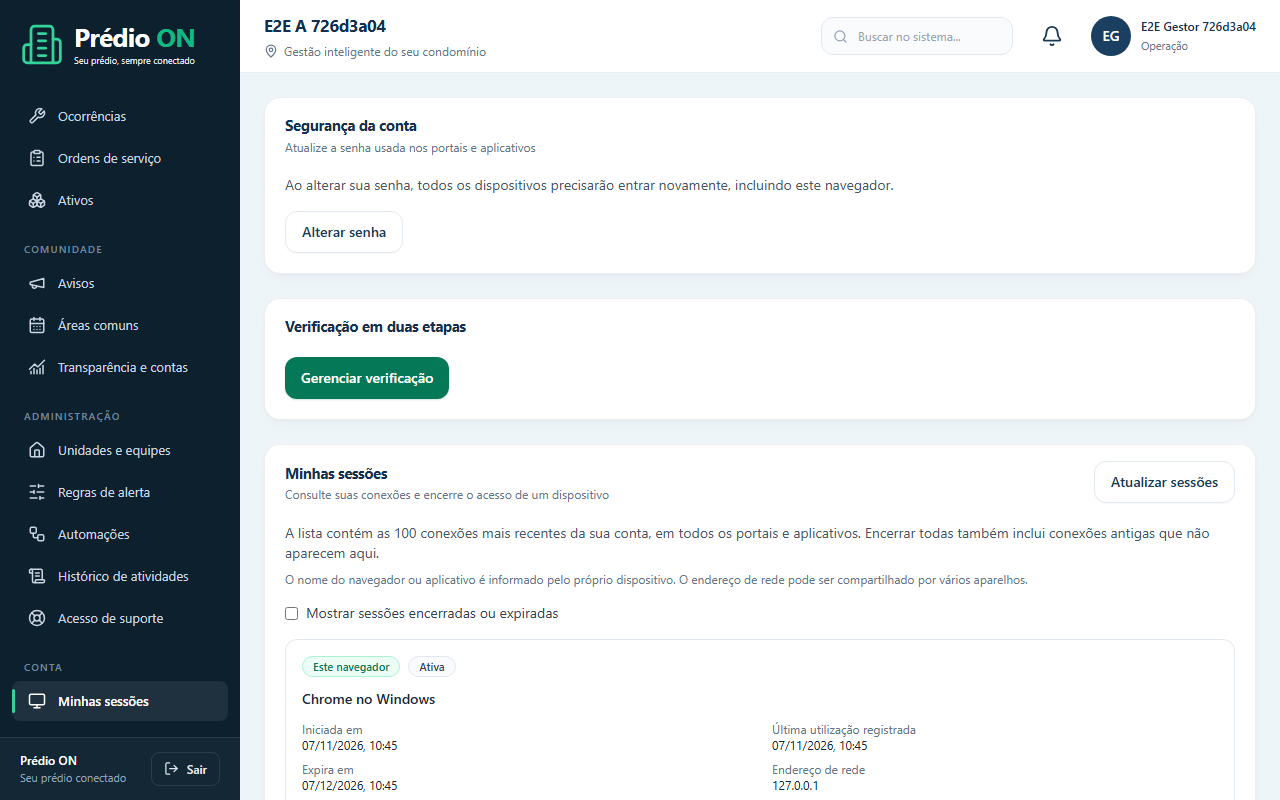 Prédio ON
Seu prédio, sempre conectado
Ocorrências
Ordens de serviço
Ativos
COMUNIDADE
Avisos
Áreas comuns
Transparência e contas
ADMINISTRAÇÃO
Unidades e equipes
Regras de alerta
Automações
Histórico de atividades
Acesso de suporte
CONTA
Minhas sessões
Prédio ON
Seu prédio conectado
Sair
E2E A 726d3a04
Gestão inteligente do seu condomínio
Buscar no sistema...
EG
E2E Gestor 726d3a04
Operação
Segurança da conta
Atualize a senha usada nos portais e aplicativos
Ao alterar sua senha, todos os dispositivos precisarão entrar novamente, incluindo este navegador.
Alterar senha
Verificação em duas etapas
Gerenciar verificação
Minhas sessões
Consulte suas conexões e encerre o acesso de um dispositivo
Atualizar sessões
A lista contém as 100 conexões mais recentes da sua conta, em todos os portais e aplicativos. Encerrar todas também inclui conexões antigas que não
aparecem aqui.
O nome do navegador ou aplicativo é informado pelo próprio dispositivo. O endereço de rede pode ser compartilhado por vários aparelhos.
Mostrar sessões encerradas ou expiradas
Este navegador
Ativa
Chrome no Windows
Iniciada em
07/11/2026, 10:45
Última utilização registrada
07/11/2026, 10:45
Expira em
07/12/2026, 10:45
Endereço de rede
127.0.0.1